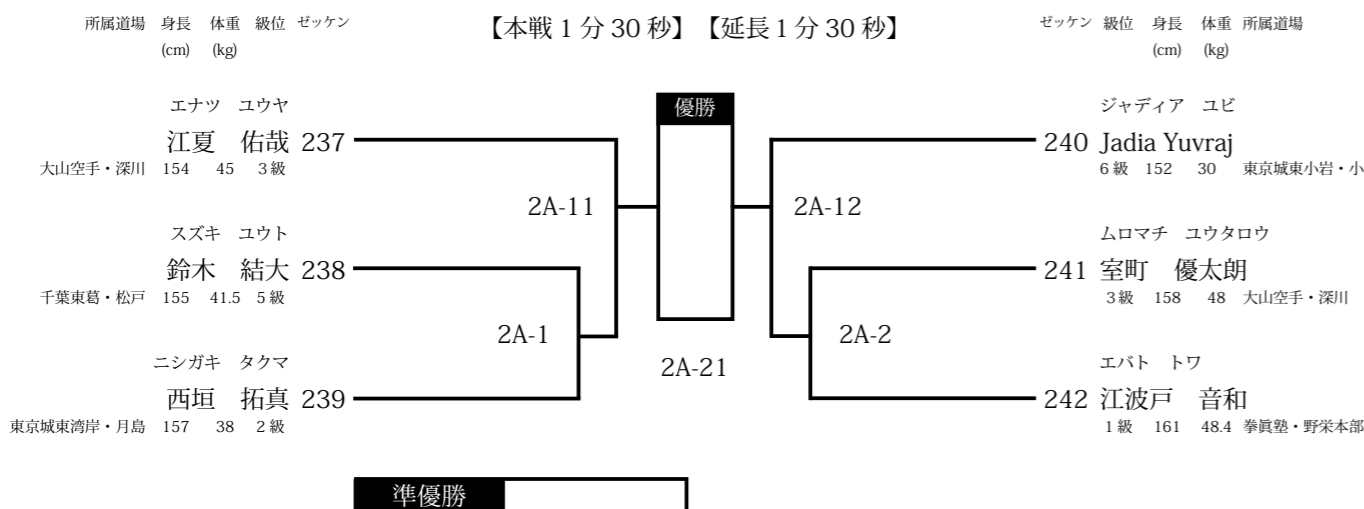 所属道場 身長 体重 級位 ゼッケン
(cm) (kg)
【本戦 1 分 30 秒】【延長 1 分 30 秒】
ゼッケン 級位 身長 体重 所属道場
(cm) (kg)
エナツ ユウヤ
江夏 佑哉 237
大山空手・深川 154 45 3 級
スズキ ユウト
鈴木 結大 238
千葉東葛・松戸 155 41.5 5 級
ニシガキ タクマ
西垣 拓真 239
東京城東湾岸・月島 157 38 2 級
2A-11
2A-1
優勝
2A-21
2A-12
2A-2
ジャディア ユビ
240 Jadia Yuvraj
6 級 152 30 東京城東小岩・小
ムロマチ ユウタロウ
241 室町 優太朗
3 級 158 48 大山空手・深川
エバト トワ
242 江波戸 音和
1 級 161 48.4 拳眞塾・野栄本部
準優勝